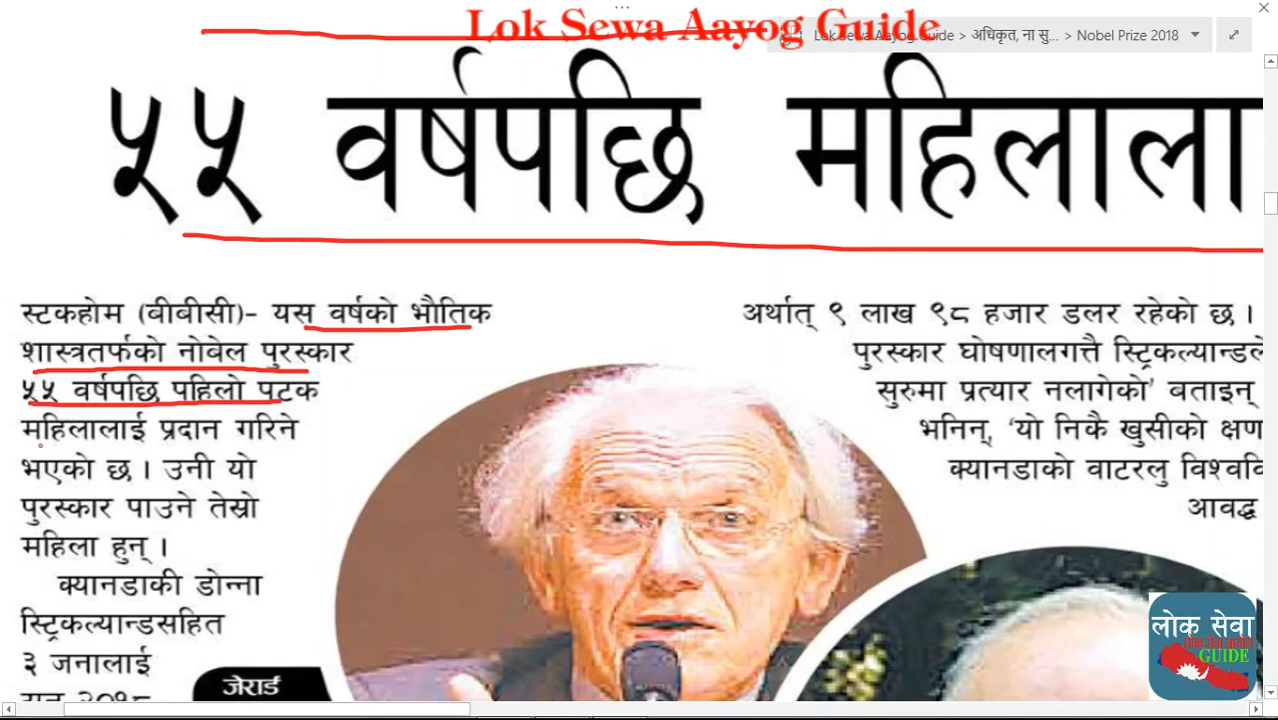 Lok Sewa Aayog Guide
Lok Sewa Aayog Guide > अधिकृत, ना सु... > Nobel Prize 2018
५५ वर्षपछि महिलाला
स्टकहोम (बीबीसी)- यस वर्षको भौतिक
शास्त्रतर्फको नोबेल पुरस्कार
५५ वर्षपछि पहिलो पटक
महिलालाई प्रदान गरिने
भएको छ । उनी यो
पुरस्कार पाउने तेस्रो
महिला हुन् ।
क्यानडाकी डोन्ना
स्ट्रिकल्यान्डसहित
३ जनालाई
सन् २०१८
जेरार्ड
अर्थात् ९ लाख ९८ हजार डलर रहेको छ ।
पुरस्कार घोषणालगत्तै स्ट्रिकल्यान्डले
सुरुमा प्रत्यार नलागेको' बताइन्
भनिन्, 'यो निकै खुसीको क्षण
क्यानडाको वाटरलु विश्ववि
आवद्ध
लोक सेवा
लोक सेवा आयोग
GUIDE